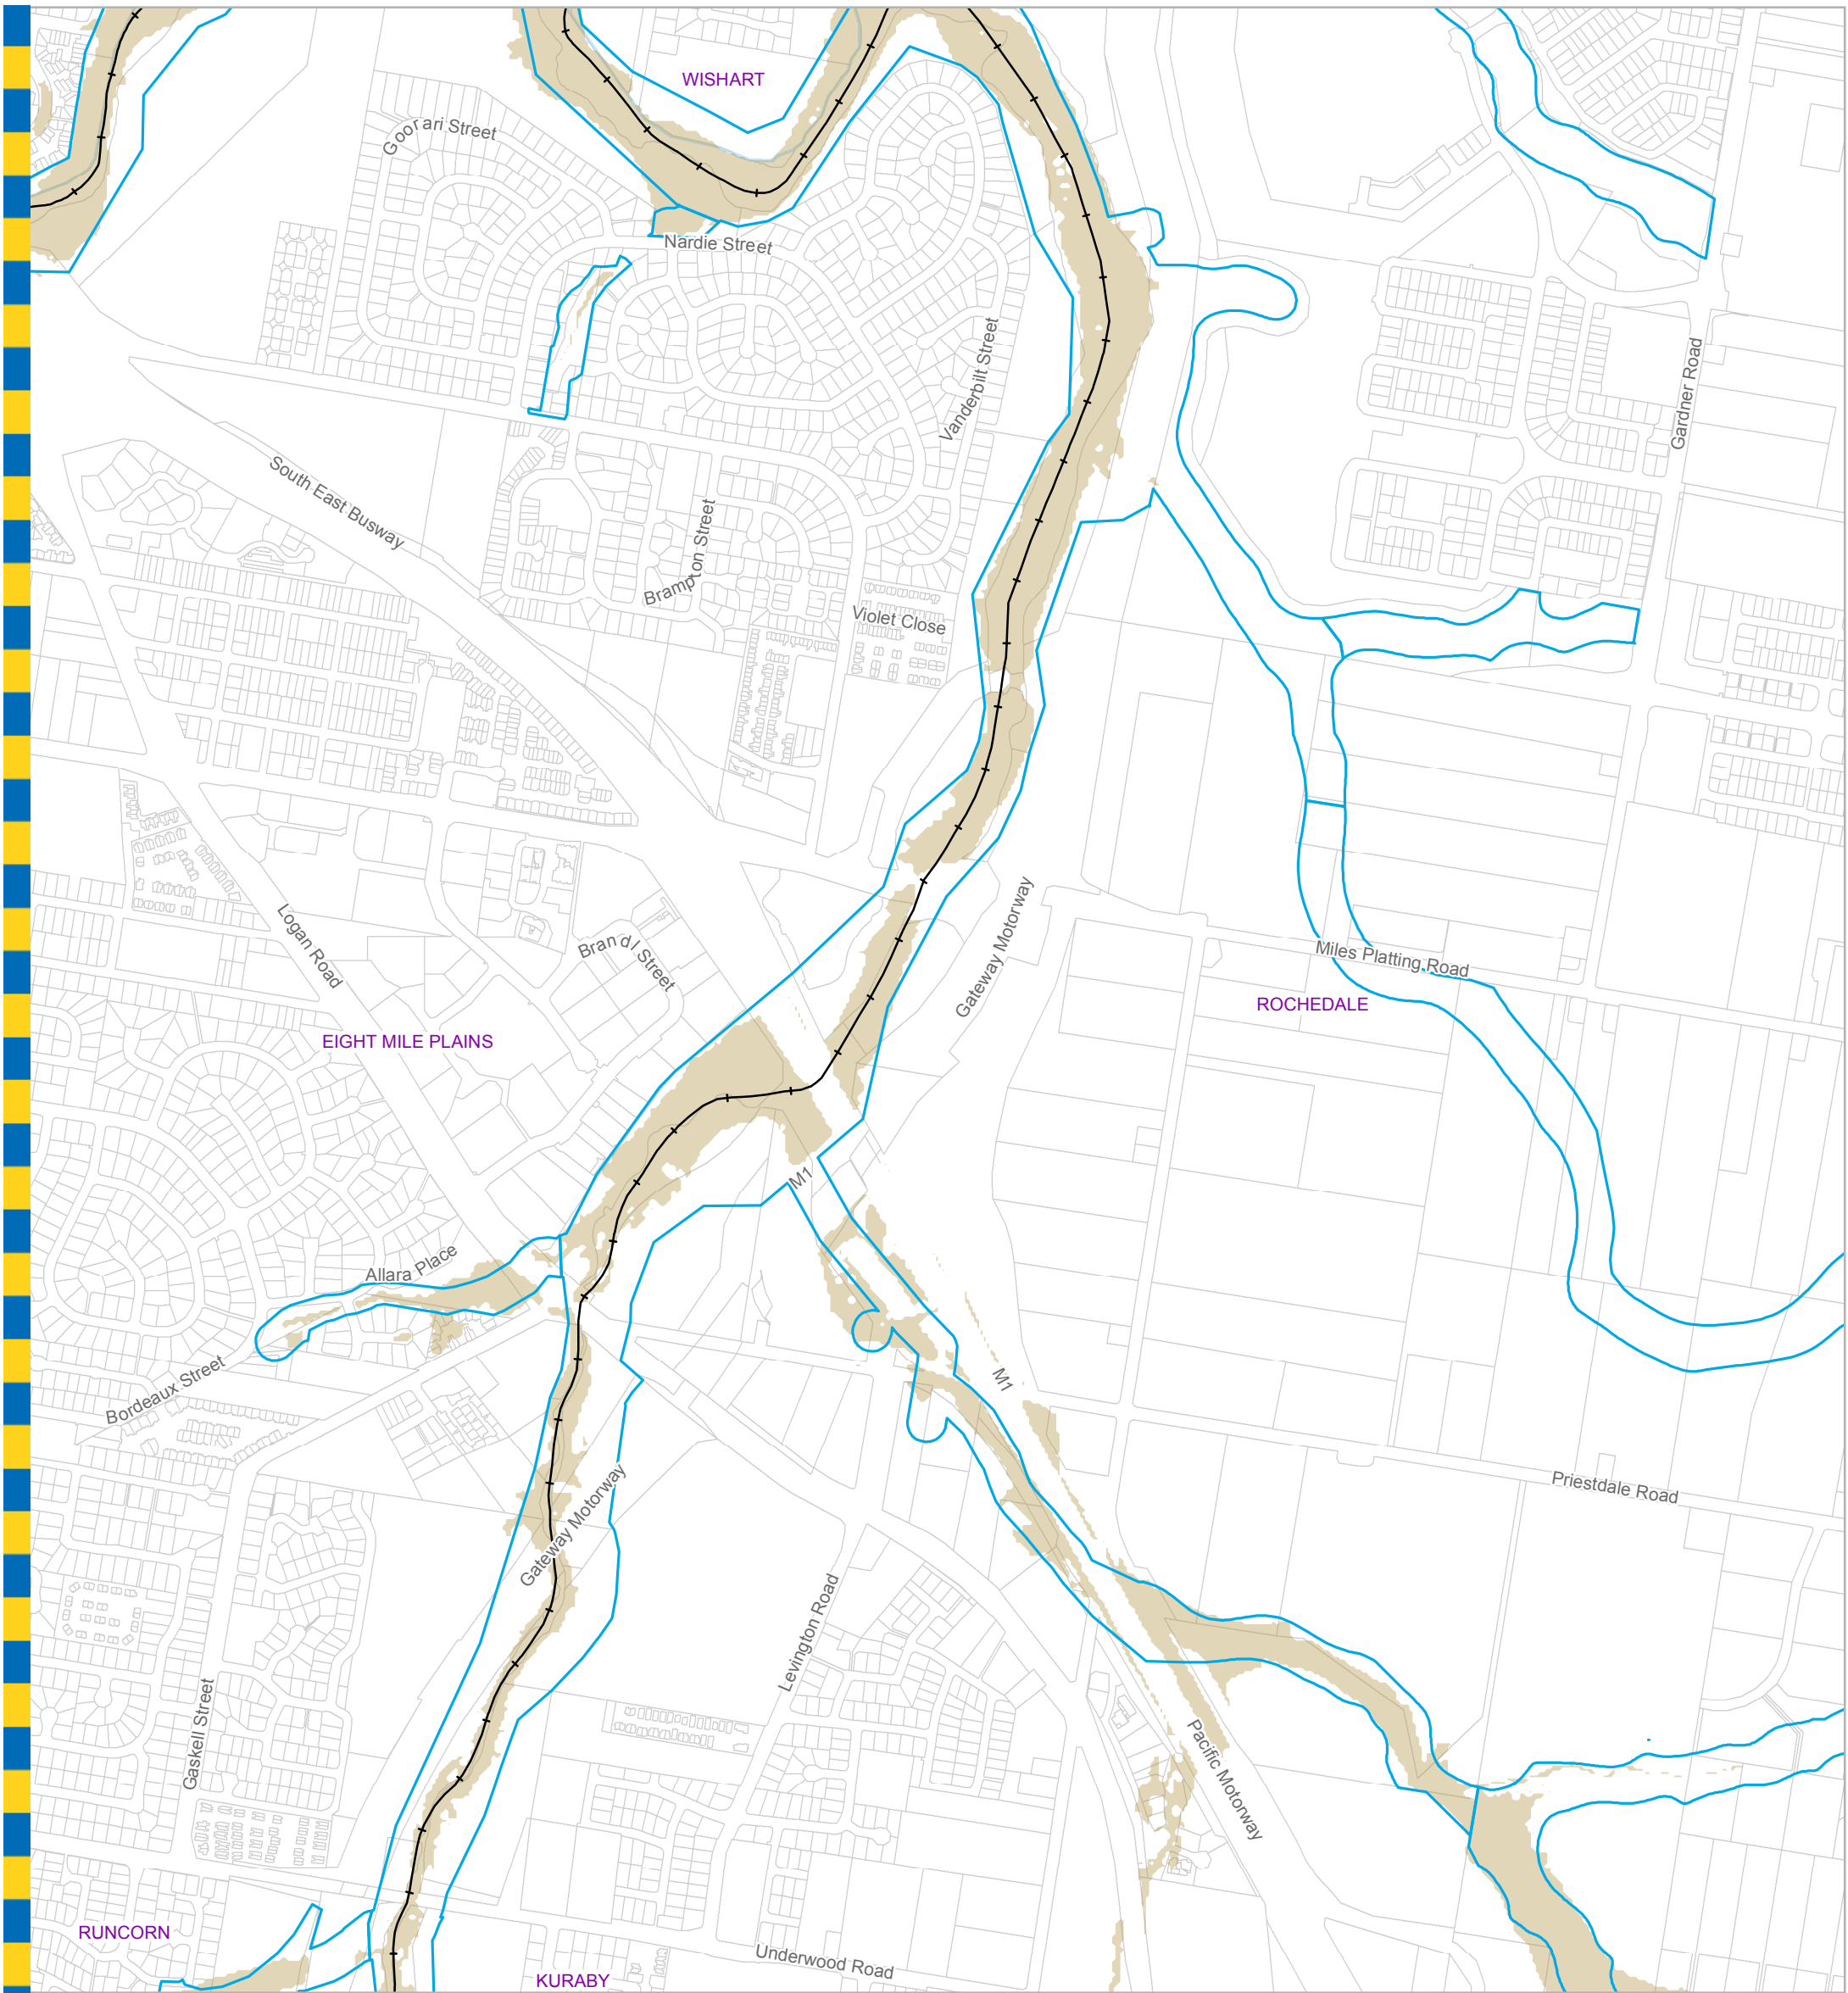 WISHART
Goorari Street
Nardie Street
Vanderbilt Street
Gardner Road
South East Busway
Brampton Street
Violet Close
Gateway Motorway
Logan Road
Brandl Street
Miles Platting Road
ROCHEDALE
EIGHT MILE PLAINS
M1
Allara Place
M1
Bordeaux Street
Priestdale Road
Gateway Motorway
Levington Road
Gaskell Street
Pacific Motorway
RUNCORN
Underwood Road
KURABY